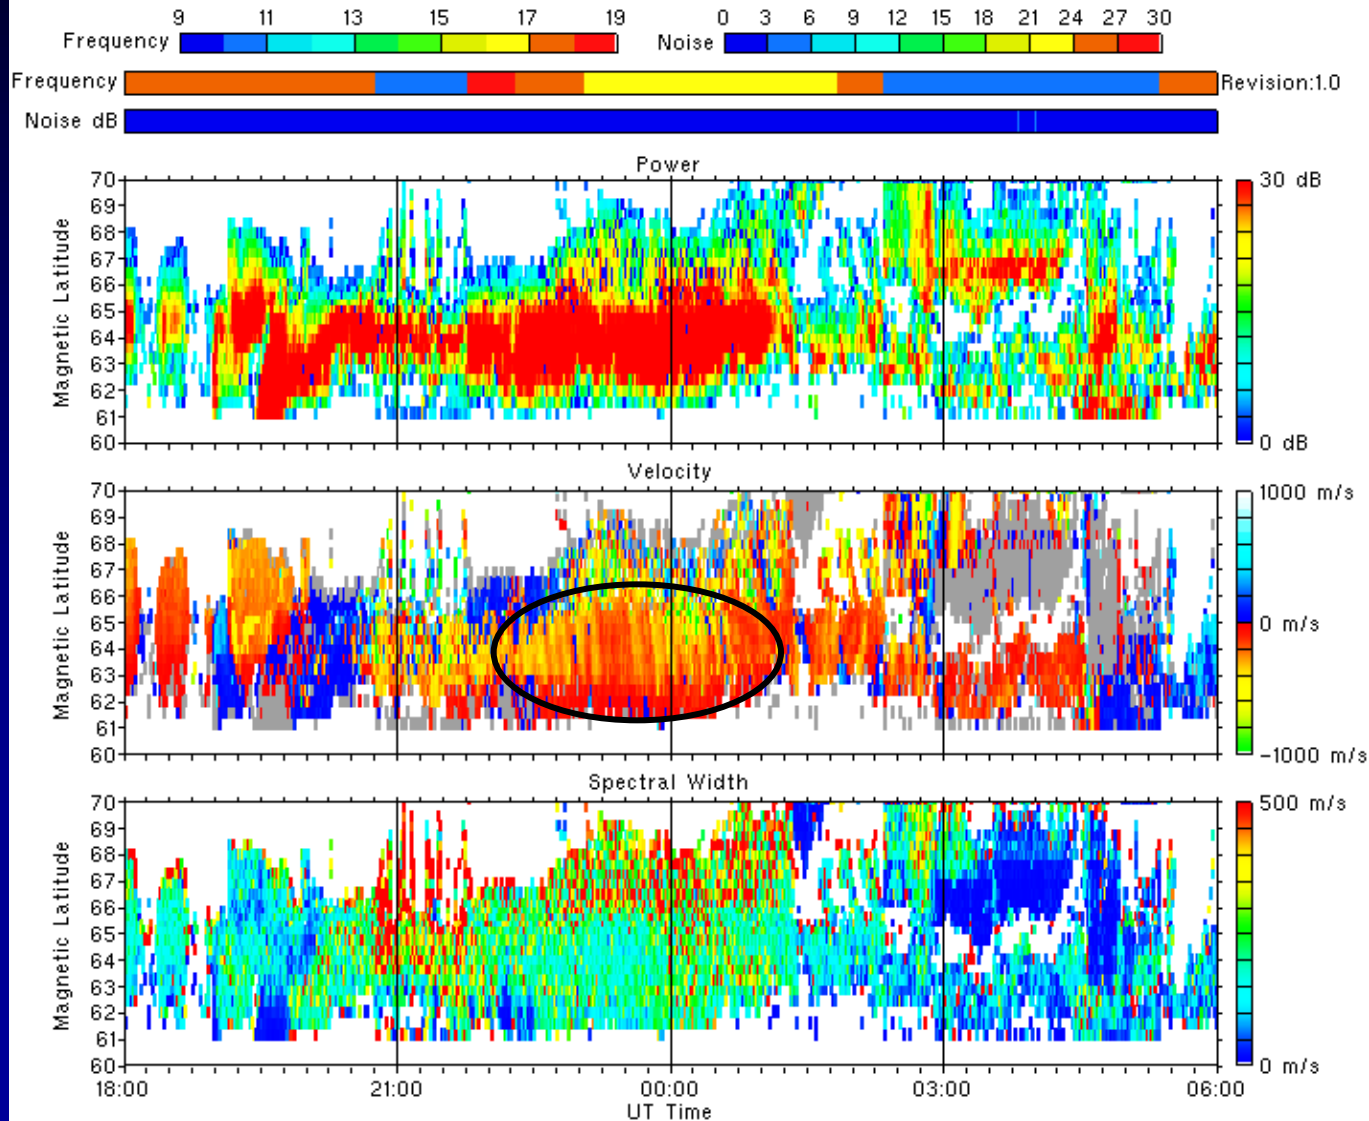 9 11 13 15 17 19 0 3 6 9 12 15 18 21 24 27 30
Frequency Noise
Frequency Revision:1.0
Noise dB
Power
70 30 dB
69
68
67
66
65
64
63
62
61
60 0 dB
Magnetic Latitude
Velocity
70 1000 m/s
69
68
67
66
65 0 m/s
64
63
62
61
60 -1000 m/s
Magnetic Latitude
Spectral Width
70 500 m/s
69
68
67
66
65
64
63
62
61
60 0 m/s
Magnetic Latitude
18:00 21:00 00:00 03:00 06:00
UT Time